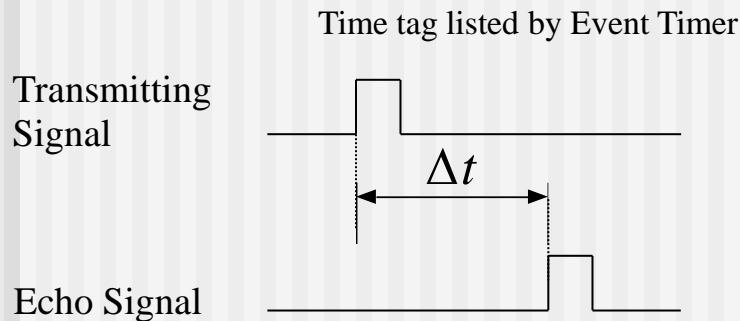 Time tag listed by Event Timer
Transmitting
Signal
Δt
Echo Signal